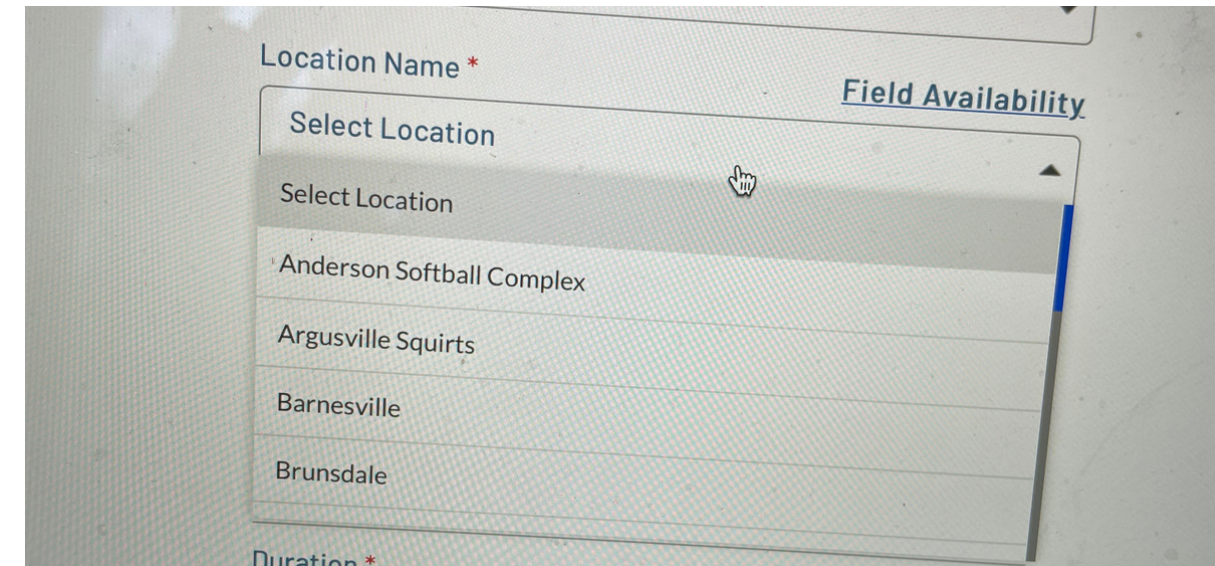 Location Name *
Field Availability
Select Location
Select Location
Anderson Softball Complex
Argusville Squirts
Barnesville
Brunsdale
Duration *